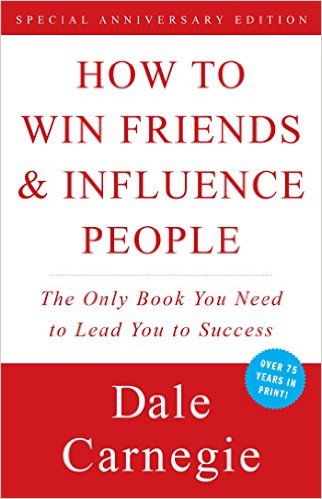 SPECIAL ANNIVERSARY EDITION
HOW TO
WIN FRIENDS
& INFLUENCE
PEOPLE
The Only Book You Need
to Lead You to Success
OVER 75
YEARS IN
PRINT!
Dale
Carnegie